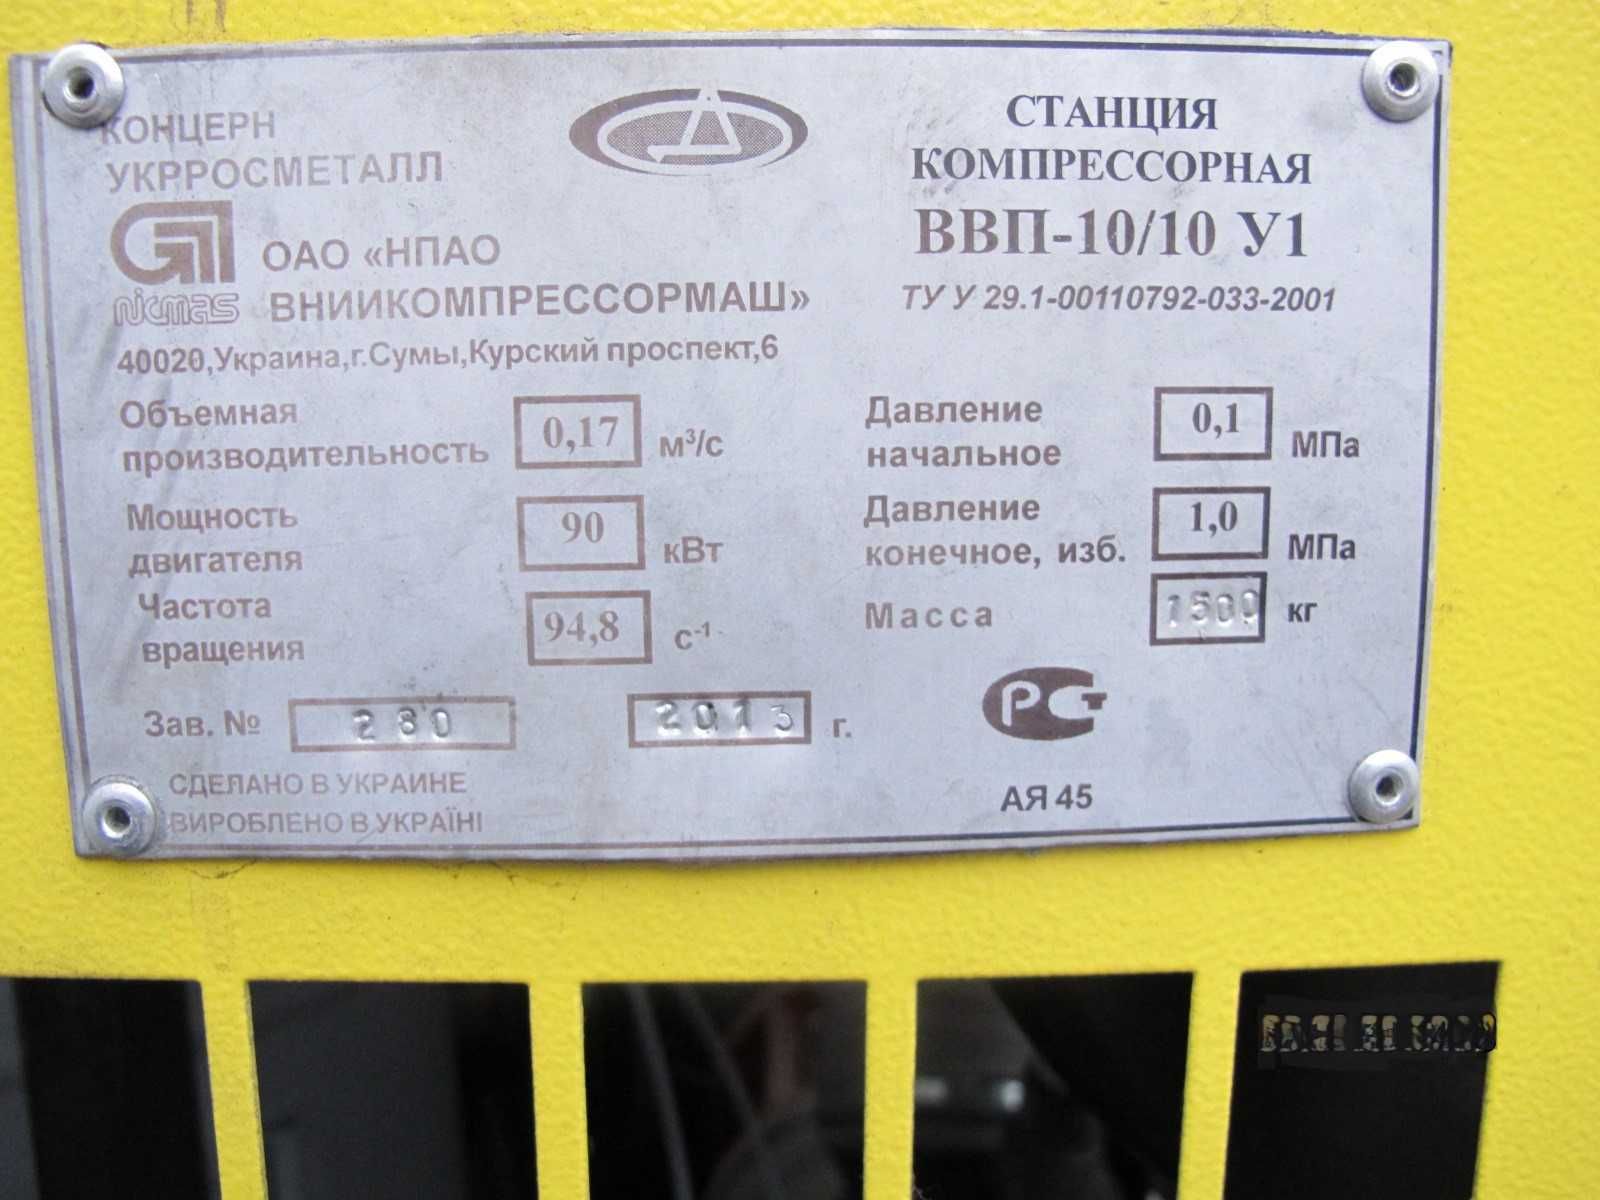 КОНЦЕРН
УКРРОСМЕТАЛЛ
nicmas
ОАО «НПАО
ВНИИКОМПРЕССОРМАШ»
40020,Украина,г.Сумы,Курский проспект,6
СТАНЦИЯ
КОМПРЕССОРНАЯ
ВВП-10/10 У1
ТУ У 29.1-00110792-033-2001
Объемная
производительность 0,17 м³/с
Мощность
двигателя 90 кВт
Частота
вращения 94,8 с⁻¹
Давление
начальное 0,1 МПа
Давление
конечное, изб. 1,0 МПа
Масса 1500 кг
Зав. № 280 2013 г.
РСТ
АЯ 45
СДЕЛАНО В УКРАИНЕ
ВИРОБЛЕНО В УКРАЇНІ